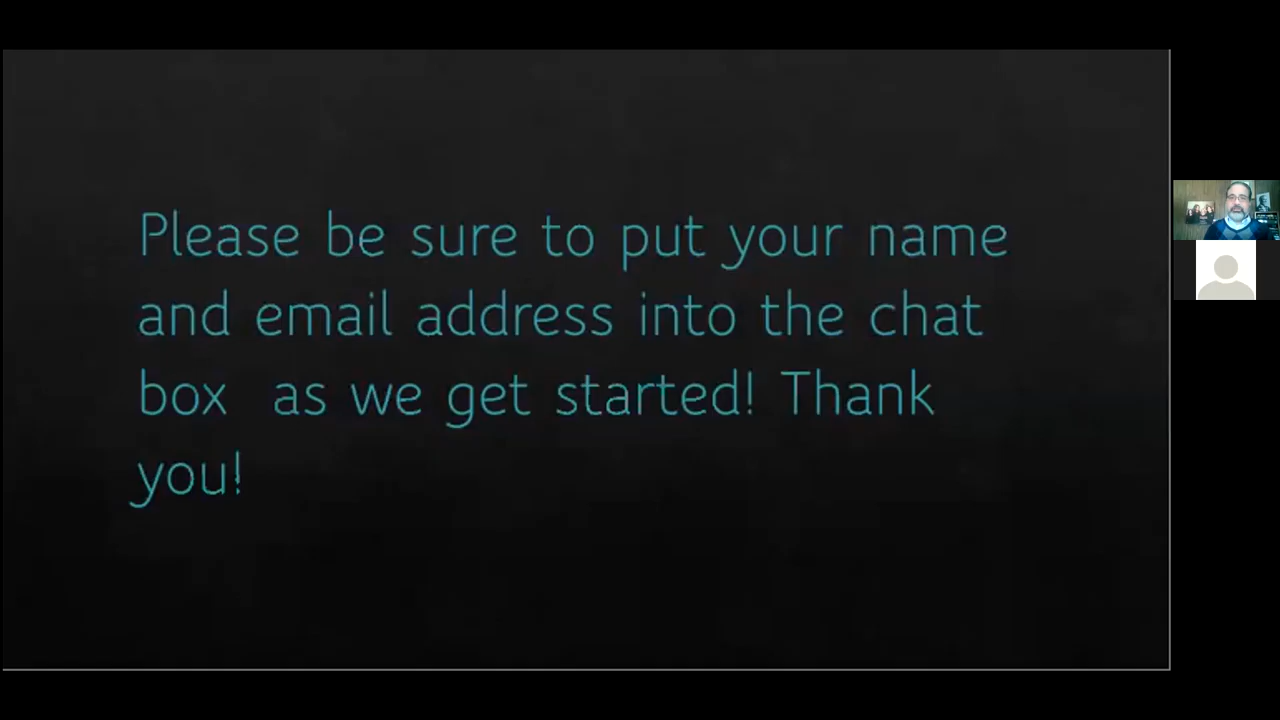 Please be sure to put your name
and email address into the chat
box  as we get started! Thank
you!